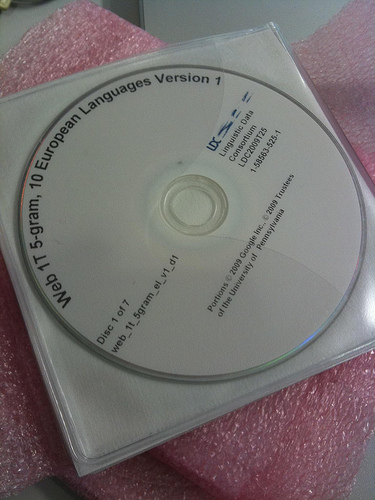 Web 1T 5-gram, 10 European Languages Version 1
LDC
Linguistic Data
Consortium
LDC2009T25
1-58563-525-1
Portions © 2009 Google Inc., © 2009 Trustees
of the University of Pennsylvania
Disc 1 of 7
web_1t_5gram_el_v1_d1